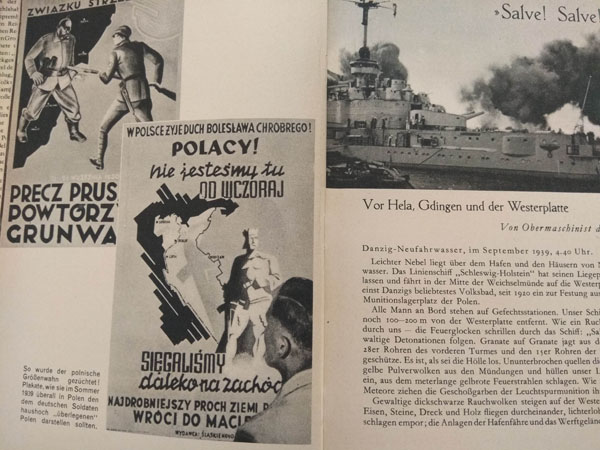 ZWIĄZKU STRZE
PRECZ PRUS
POWTÓRZY
GRUNWA
W POLSCE ŻYJE DUCH BOLESŁAWA CHROBREGO!
POLACY!
nie jesteśmy tu
OD WCZORAJ
SIĘGALIŚMY
daleko na zachód
NAJDROBNIEJSZY PROCH ZIEMI
WRÓCI DO MACIE
So wurde der polnische
Größenwahn gezüchtet!
Plakate, wie sie im Sommer
1939 überall in Polen den
dem deutschen Soldaten
haushoch „überlegenen"
Polen darstellen sollten.
»Salve! Salve!
Vor Hela, Gdingen und der Westerplatte
Von Obermaschinist d
Danzig-Neufahrwasser, im September 1939, 4.40 Uhr.
Leichter Nebel liegt über dem Hafen und den Häusern von N
wasser. Das Linienschiff „Schleswig-Holstein" hat seinen Liegep
lassen und fährt in der Mitte der Weichselmünde auf die Westerp
einst Danzigs beliebtestes Volksbad, seit 1920 ein zur Festung aus
Munitionslagerplatz der Polen.
Alle Mann an Bord stehen auf Gefechtsstationen. Unser Schi
noch 100—200 m von der Westerplatte entfernt. Wie ein Ruck
durch uns — die Feuerglocken schrillen durch das Schiff: „Sal
waltige Detonationen folgen. Granate auf Granate jagt aus d
28er Rohren des vorderen Turmes und den 15er Rohren der
geschütze. Es ist, als sei die Hölle los. Ununterbrochen quellen die
gelbe Pulverwolken aus den Mündungen und hüllen unser L
ein, aus dem meterlange gelbrote Feuerstrahlen schlagen. Wie
Meteore ziehen die Geschoßgarben der Leuchtspurmunition ih
Gewaltige dickschwarze Rauchwolken steigen auf der Weste
Eisen, Steine, Dreck und Holz fliegen durcheinander, lichterloh
schlagen empor; die Anlagen der Hafenfähre und das Werftgelän